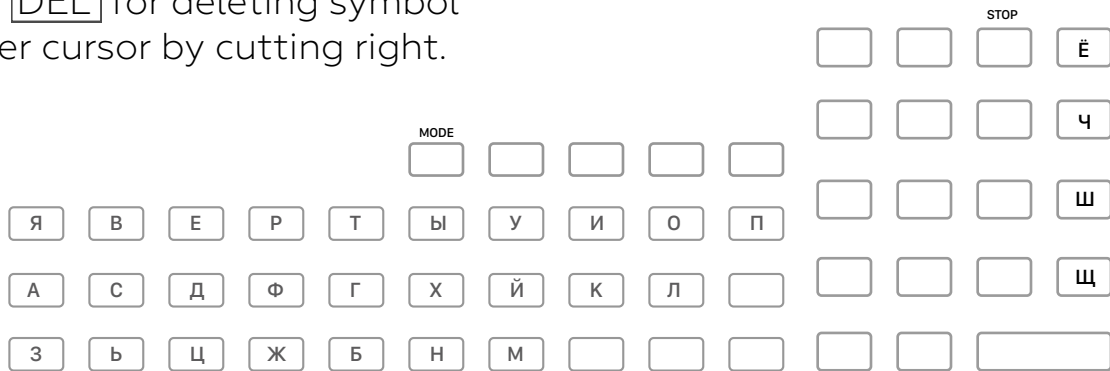 DEL for deleting symbol
er cursor by cutting right.
STOP
Ё
Ч
MODE
Ш
Я В Е Р Т Ы У И О П
Щ
А С Д Ф Г Х Й К Л
З Ь Ц Ж Б Н М